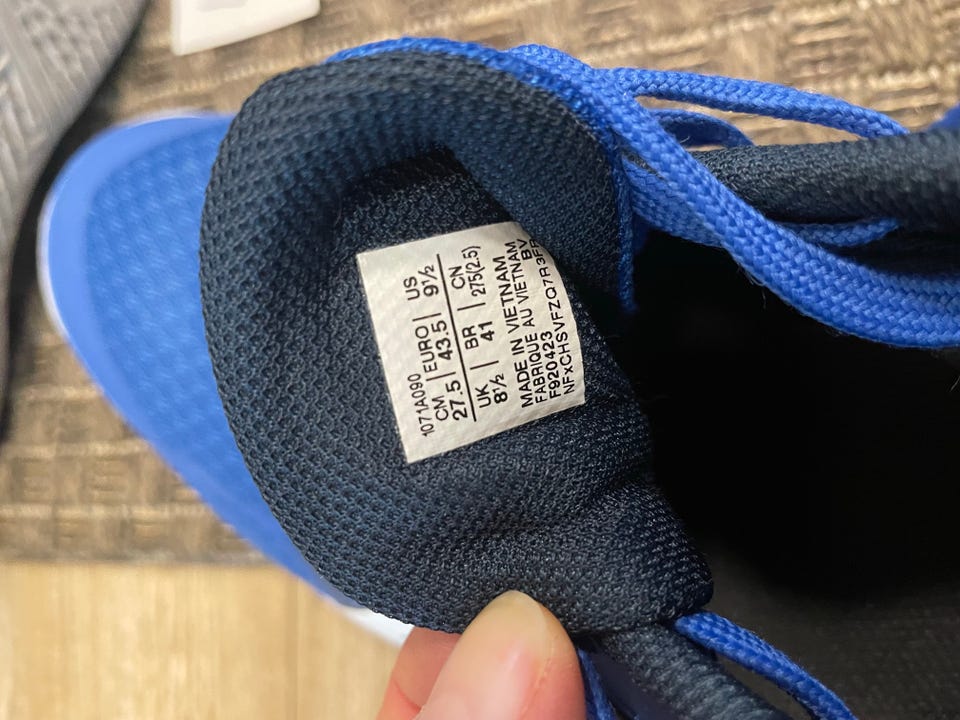 1071A090
CM | EURO | US
27.5 | 43.5 | 9½
UK | BR | CN
8½ | 41 | 275(2.5)
MADE IN VIETNAM
FABRIQUE AU VIETNAM
F920423 BV